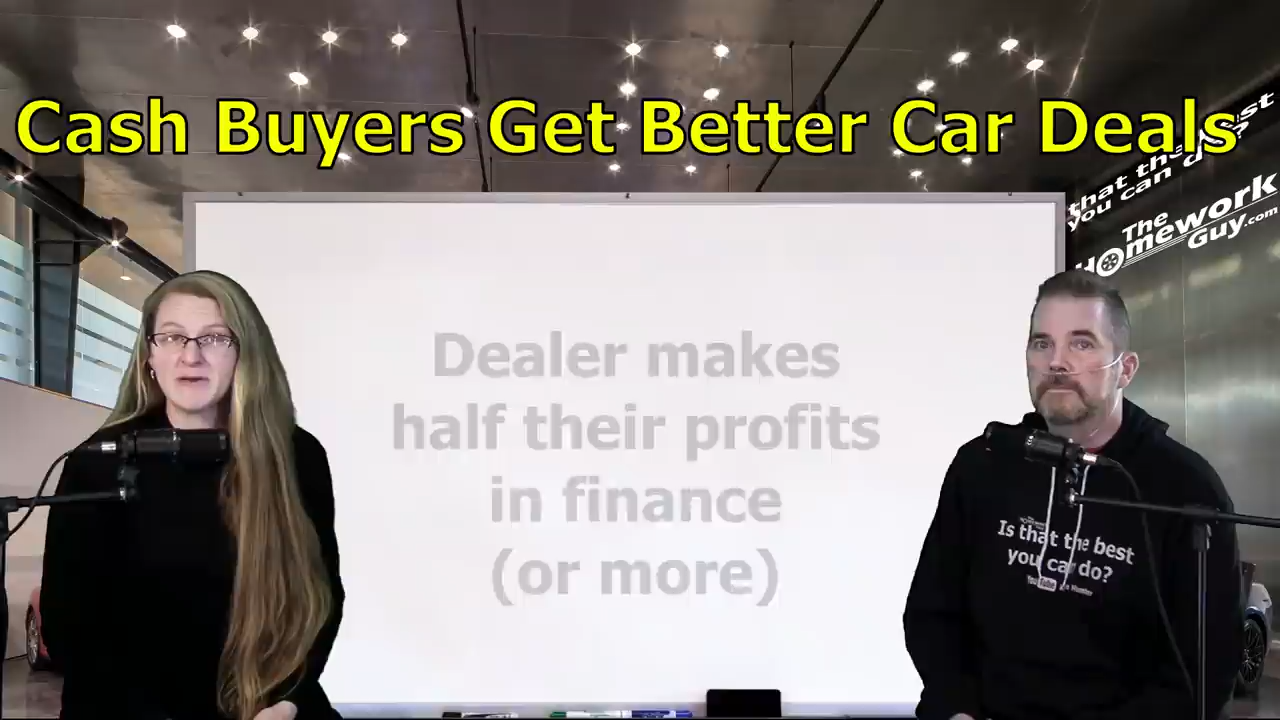 Cash Buyers Get Better Car Deals
that the best
you can do?
The
Homework
Guy.com
Dealer makes
half their profits
in finance
(or more)
Is that the best
you can do?
YouTube